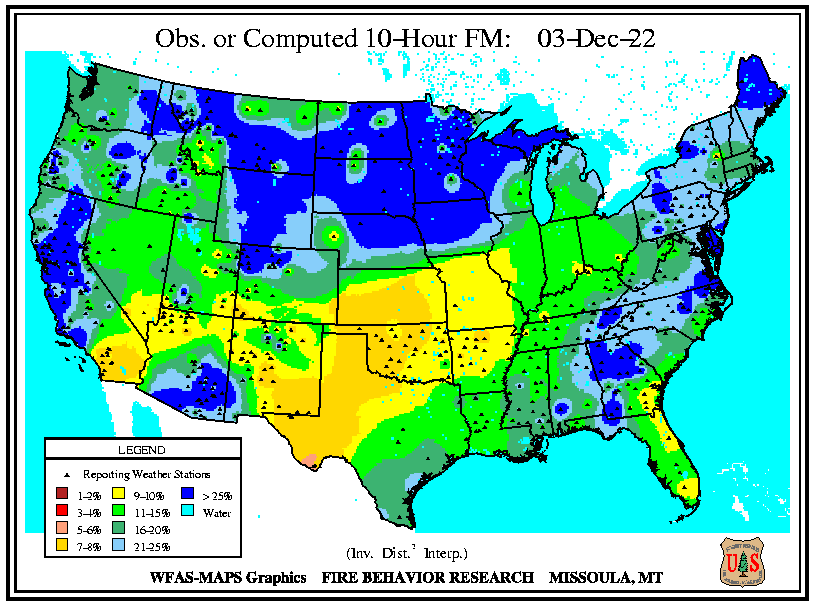 Obs. or Computed 10-Hour FM: 03-Dec-22
LEGEND
Reporting Weather Stations
1-2% 9-10% > 25%
3-4% 11-15% Water
5-6% 16-20%
7-8% 21-25%
(Inv. Dist.² Interp.)
WFAS-MAPS Graphics FIRE BEHAVIOR RESEARCH MISSOULA, MT
U S